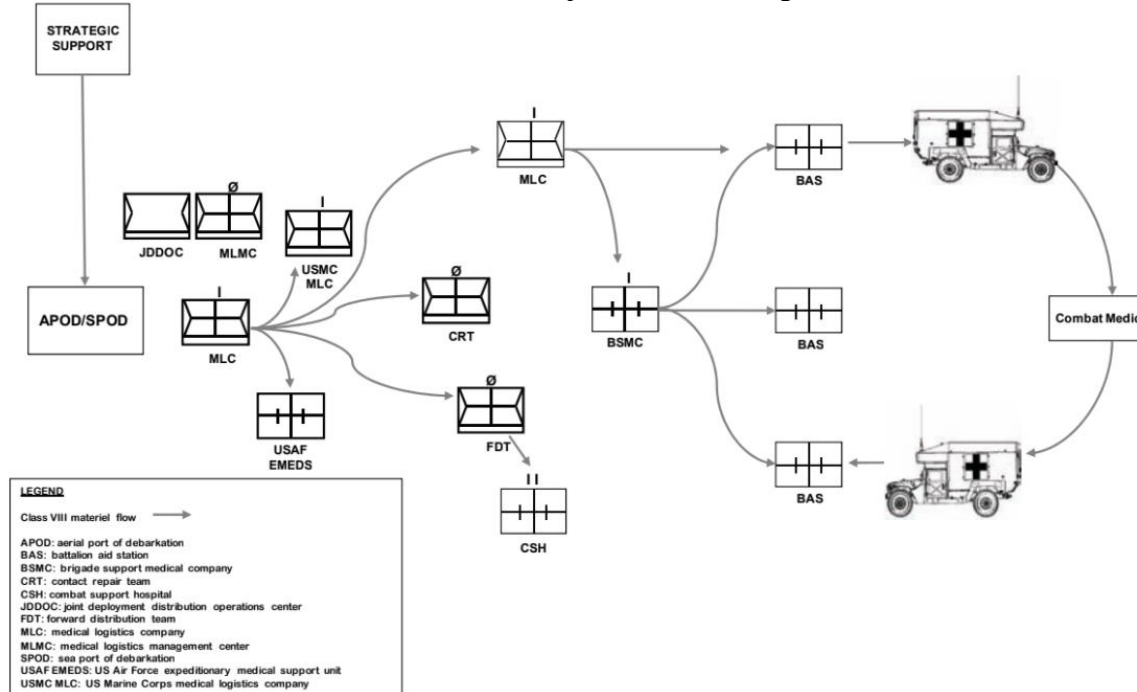 STRATEGIC
SUPPORT
I
MLC
BAS
Ø
JDDOC
MLMC
I
USMC
MLC
APOD/SPOD
I
MLC
Ø
CRT
I
BSMC
BAS
Combat Medic
USAF
EMEDS
Ø
FDT
BAS
II
CSH
LEGEND
Class VIII materiel flow
APOD: aerial port of debarkation
BAS: battalion aid station
BSMC: brigade support medical company
CRT: contact repair team
CSH: combat support hospital
JDDOC: joint deployment distribution operations center
FDT: forward distribution team
MLC: medical logistics company
MLMC: medical logistics management center
SPOD: sea port of debarkation
USAF EMEDS: US Air Force expeditionary medical support unit
USMC MLC: US Marine Corps medical logistics company